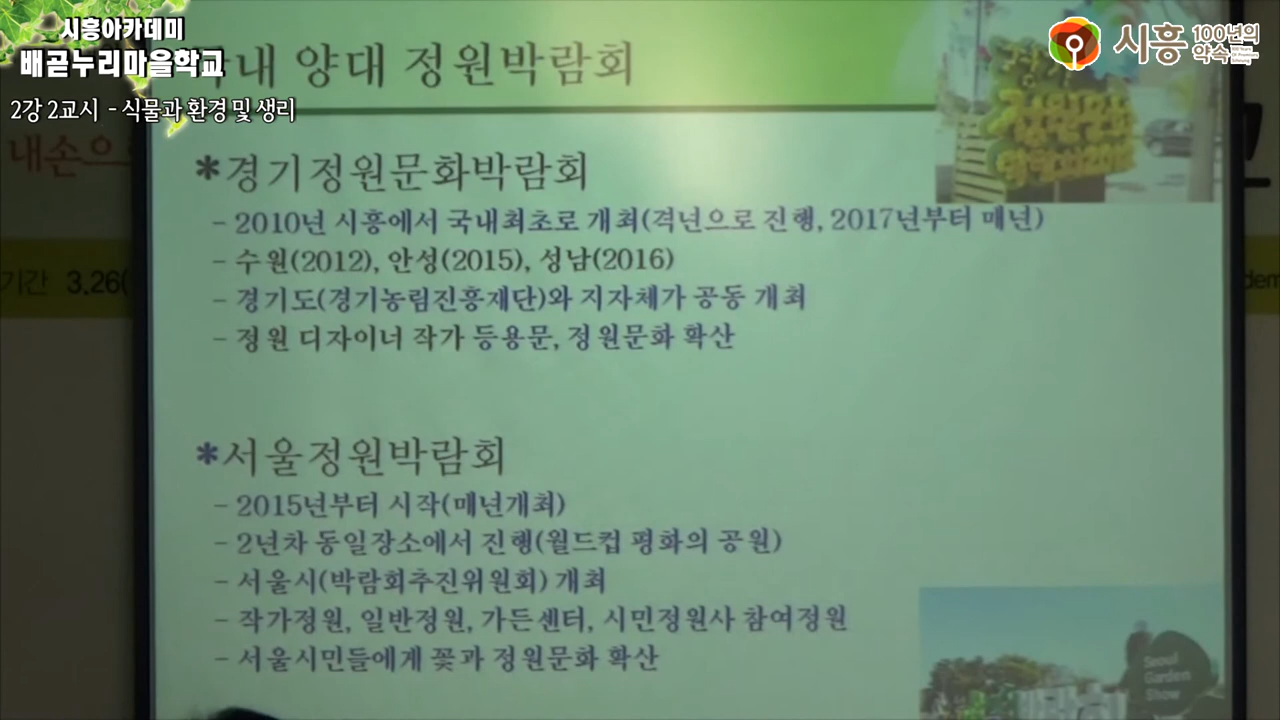 시흥아카데미
배곧누리마을학교
2강 2교시 - 식물과 환경 및 생리
시흥 100년의 약속
내 양대 정원박람회
내손으
기간 3.26(
*경기정원문화박람회
- 2010년 시흥에서 국내최초로 개최(격년으로 진행, 2017년부터 매년)
- 수원(2012), 안성(2015), 성남(2016)
- 경기도(경기농림진흥재단)와 지자체가 공동 개최
- 정원 디자이너 작가 등용문, 정원문화 확산
*서울정원박람회
- 2015년부터 시작(매년개최)
- 2년차 동일장소에서 진행(월드컵 평화의 공원)
- 서울시(박람회추진위원회) 개최
- 작가정원, 일반정원, 가든센터, 시민정원사 참여정원
- 서울시민들에게 꽃과 정원문화 확산
Seoul
Garden
Show